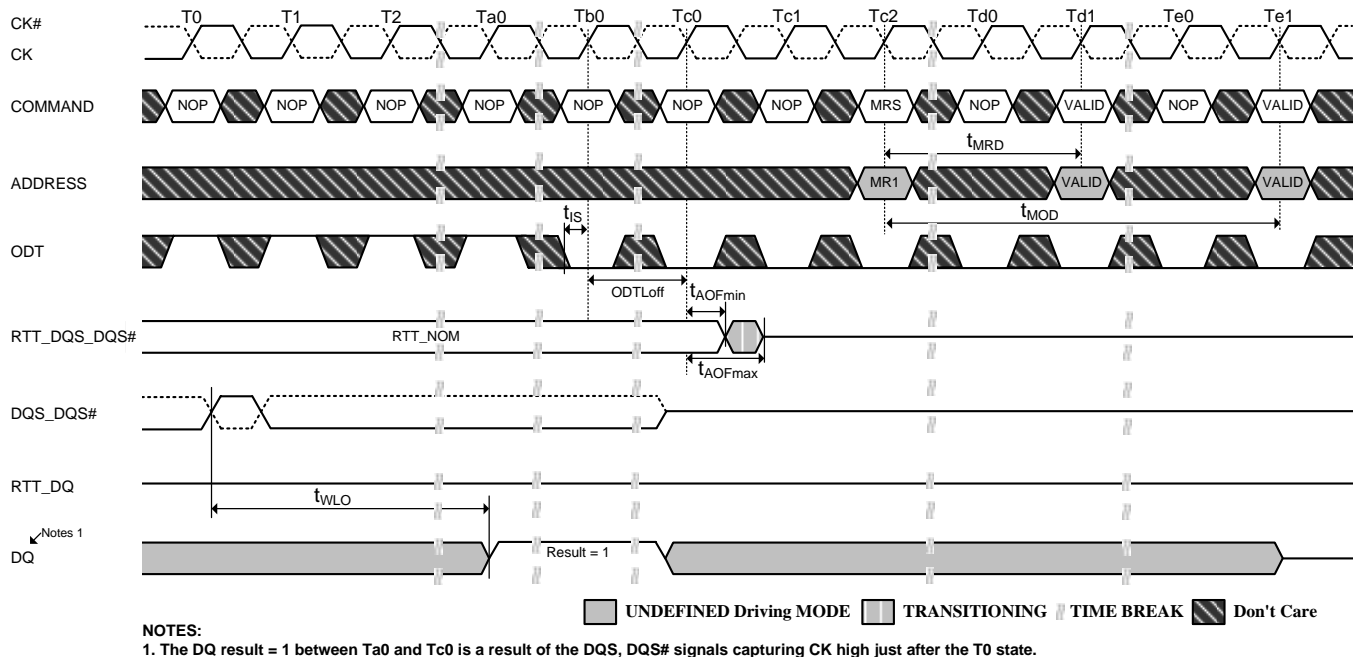 CK#
CK
T0 T1 T2 Ta0 Tb0 Tc0 Tc1 Tc2 Td0 Td1 Te0 Te1
COMMAND NOP NOP NOP NOP NOP NOP NOP MRS NOP VALID NOP VALID
tMRD
ADDRESS MR1 VALID VALID
tIS tMOD
ODT
ODTLoff tAOFmin
RTT_DQS_DQS# RTT_NOM
tAOFmax
DQS_DQS#
RTT_DQ
tWLO
Notes 1
DQ Result = 1
UNDEFINED Driving MODE TRANSITIONING TIME BREAK Don't Care
NOTES:
1. The DQ result = 1 between Ta0 and Tc0 is a result of the DQS, DQS# signals capturing CK high just after the T0 state.